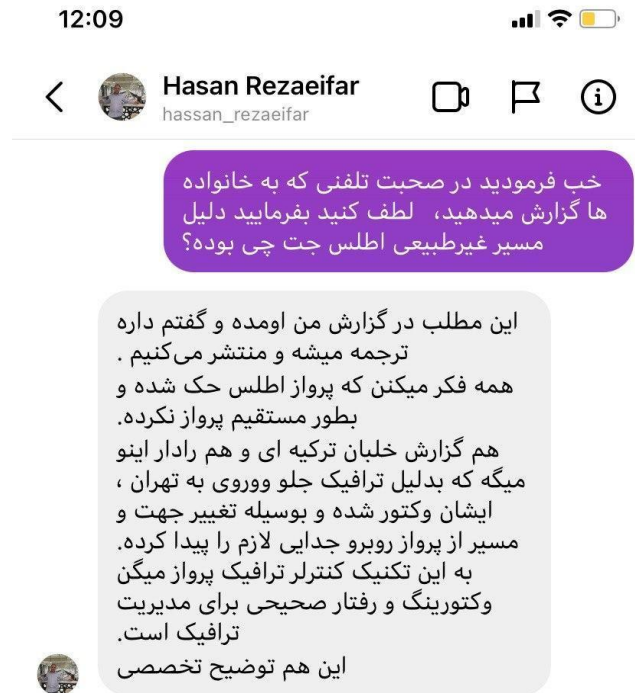 12:09
Hasan Rezaeifar
hassan_rezaeifar
خب فرمودید در صحبت تلفنی که به خانواده
ها گزارش میدهید، لطف کنید بفرمایید دلیل
مسیر غیرطبیعی اطلس جت چی بوده؟
این مطلب در گزارش من اومده و گفتم داره
ترجمه میشه و منتشر می‌کنیم .
همه فکر میکنن که پرواز اطلس حک شده و
بطور مستقیم پرواز نکرده.
هم گزارش خلبان ترکیه ای و هم رادار اینو
میگه که بدلیل ترافیک جلو ووروی به تهران ،
ایشان وکتور شده و بوسیله تغییر جهت و
مسیر از پرواز روبرو جدایی لازم را پیدا کرده.
به این تکنیک کنترلر ترافیک پرواز میگن
وکتورینگ و رفتار صحیحی برای مدیریت
ترافیک است.
این هم توضیح تخصصی